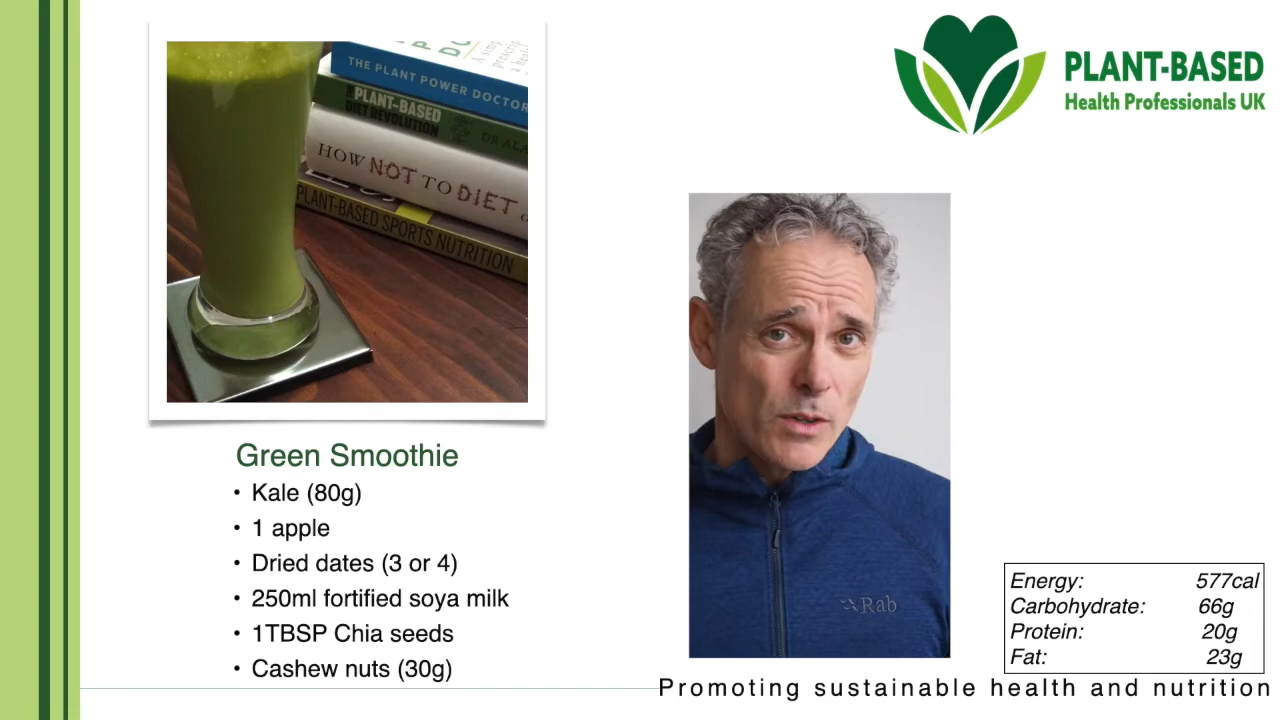 THE PLANT POWER DOCTOR
PLANT-BASED
DIET REVOLUTION
DR ALA
HOW NOT TO DIET
PLANT-BASED SPORTS NUTRITION
PLANT-BASED
Health Professionals UK
Rab
Green Smoothie
• Kale (80g)
• 1 apple
• Dried dates (3 or 4)
• 250ml fortified soya milk
• 1TBSP Chia seeds
• Cashew nuts (30g)
Energy: 577cal
Carbohydrate: 66g
Protein: 20g
Fat: 23g
Promoting sustainable health and nutrition